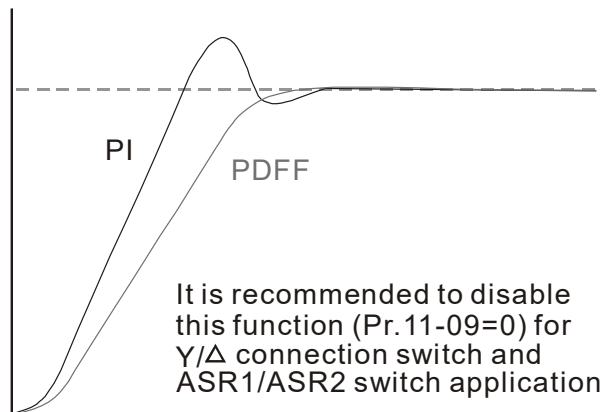 PI
PDFF
It is recommended to disable
this function (Pr.11-09=0) for
Y/Δ connection switch and
ASR1/ASR2 switch application